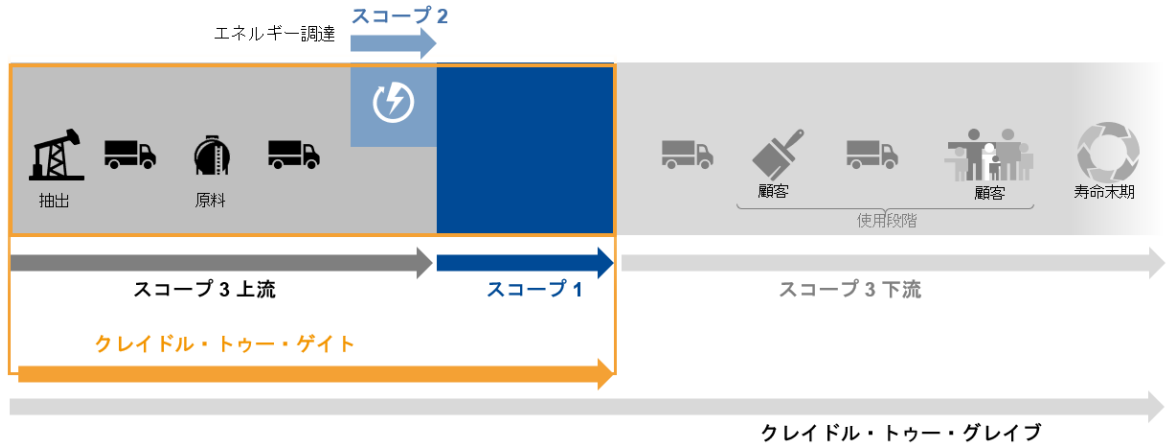 スコープ 2
エネルギー調達
抽出
原料
顧客
顧客
寿命末期
使用段階
スコープ 3 上流
スコープ 1
スコープ 3 下流
クレイドル・トゥー・ゲイト
クレイドル・トゥー・グレイブ